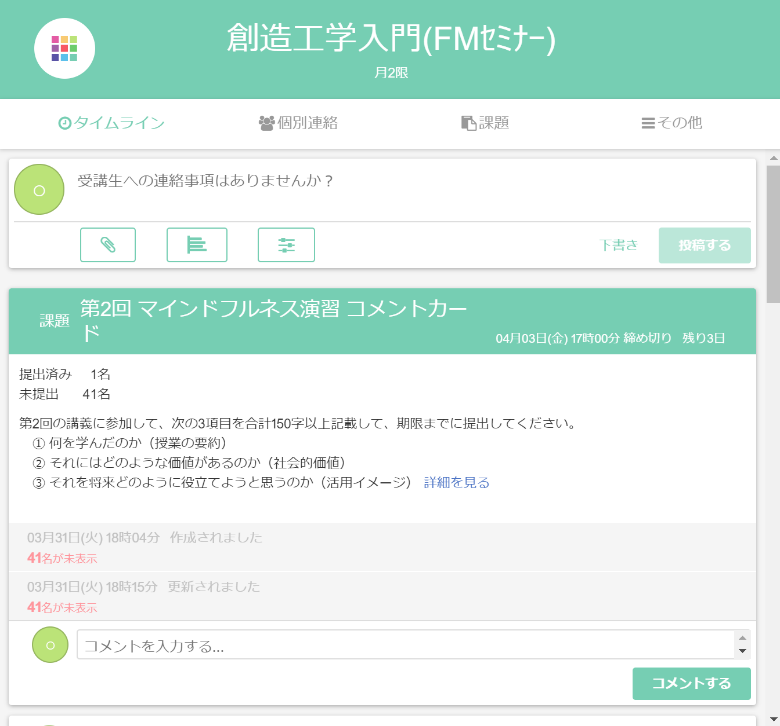 創造工学入門(FMｾﾐﾅｰ)
月2限
タイムライン 個別連絡 課題 その他
受講生への連絡事項はありませんか？
下書き 投稿する
課題 第2回 マインドフルネス演習 コメントカー
ド
04月03日(金) 17時00分 締め切り 残り3日
提出済み 1名
未提出 41名
第2回の講義に参加して、次の3項目を合計150字以上記載して、期限までに提出してください。
① 何を学んだのか（授業の要約）
② それにはどのような価値があるのか（社会的価値）
③ それを将来どのように役立てようと思うのか（活用イメージ） 詳細を見る
03月31日(火) 18時04分 作成されました
41名が未表示
03月31日(火) 18時15分 更新されました
41名が未表示
コメントを入力する...
コメントする